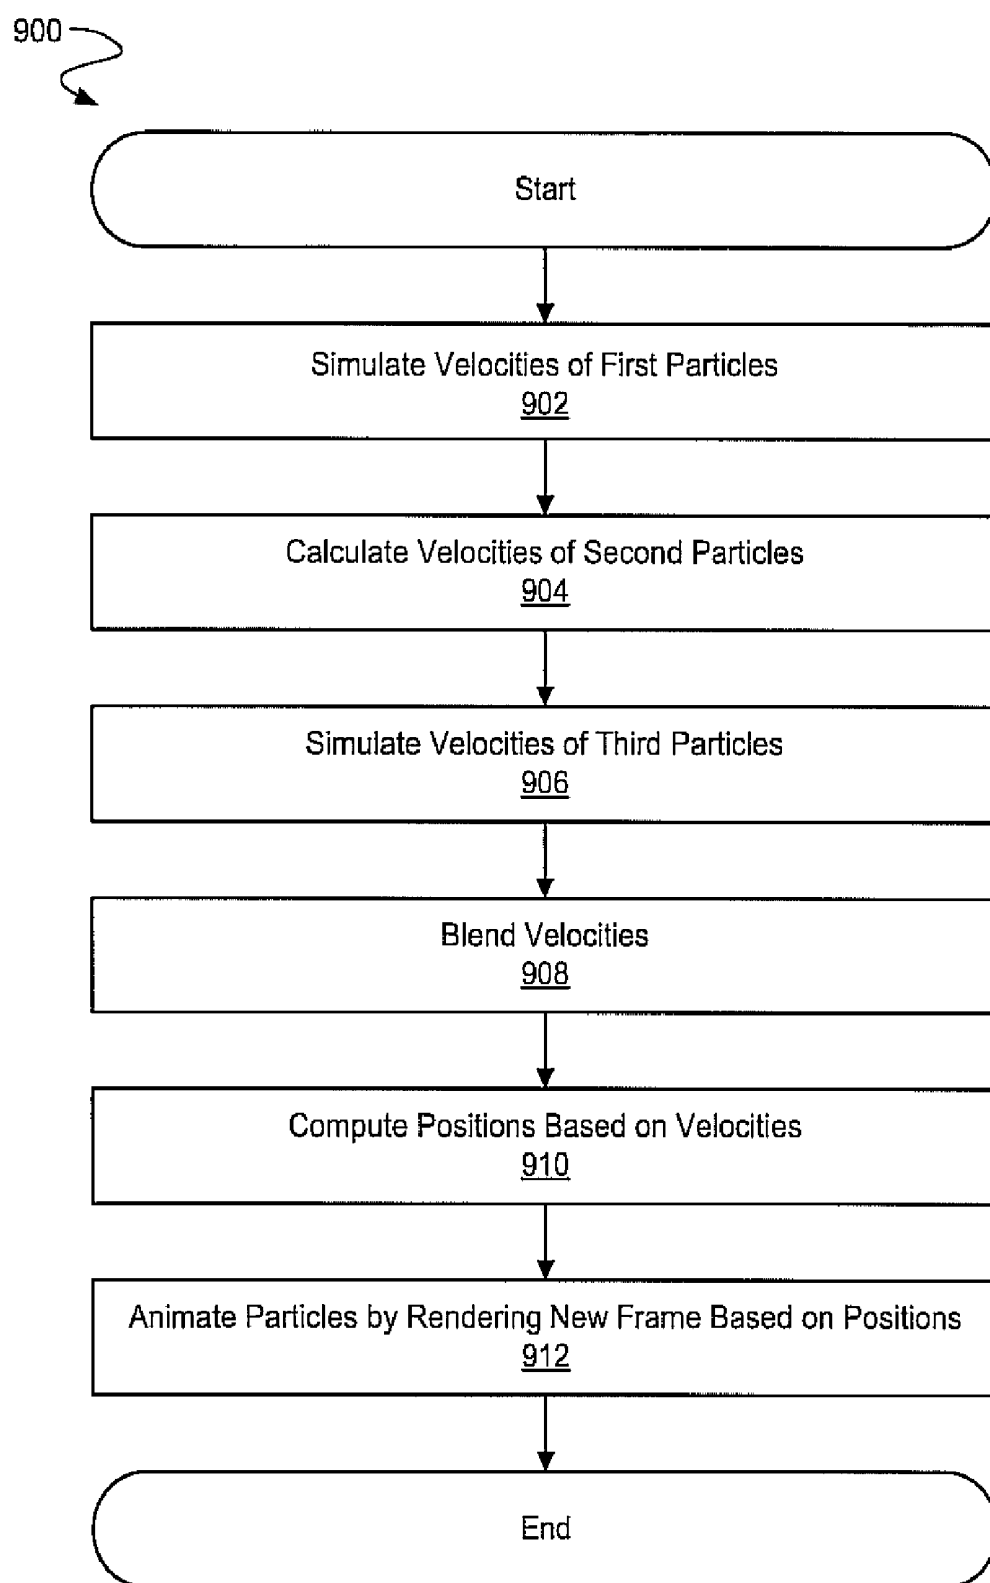 900
Start
Simulate Velocities of First Particles
902
Calculate Velocities of Second Particles
904
Simulate Velocities of Third Particles
906
Blend Velocities
908
Compute Positions Based on Velocities
910
Animate Particles by Rendering New Frame Based on Positions
912
End